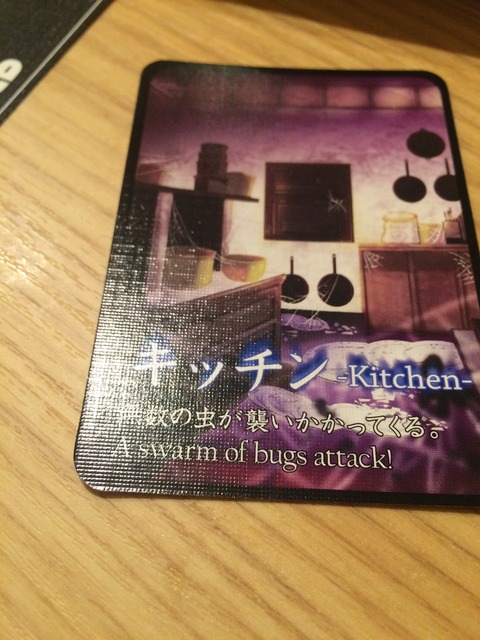 キッチン -Kitchen-
無数の虫が襲いかかってくる。
A swarm of bugs attack!